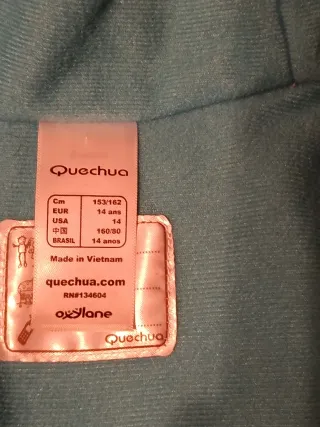 Quechua
Cm 153/162
EUR 14 ans
USA 14
中国 160/80
BRASIL 14 anos
Made in Vietnam
quechua.com
RN#134604
oxylane
Quechua